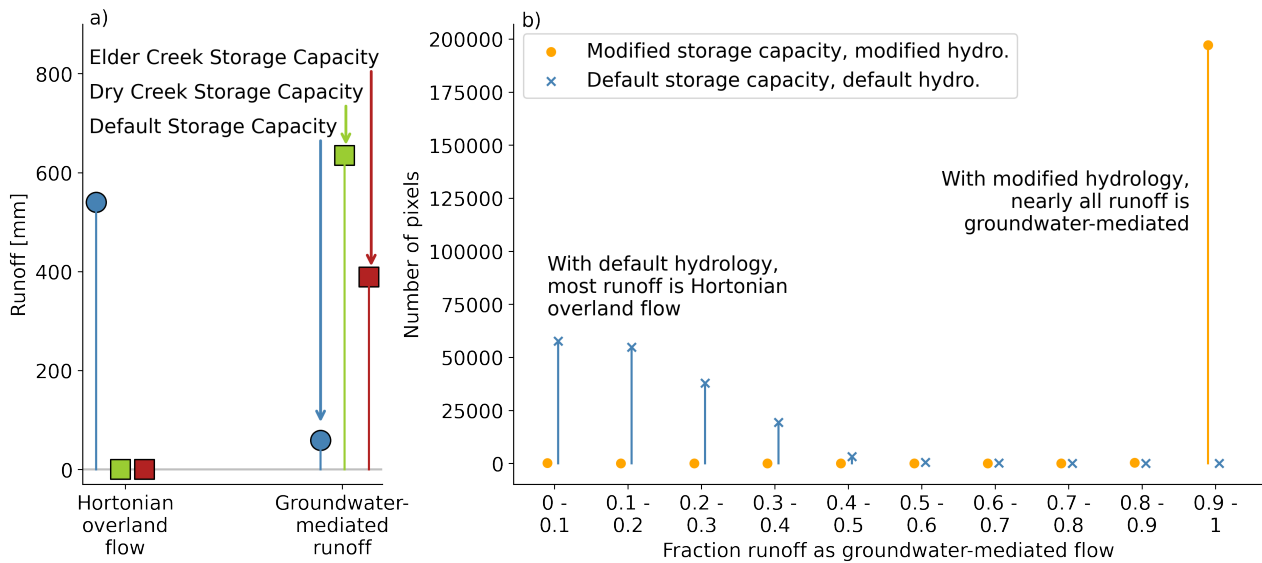 a)
Elder Creek Storage Capacity
Dry Creek Storage Capacity
Default Storage Capacity
Runoff [mm]
800
600
400
200
0
Hortonian
overland
flow
Groundwater-
mediated
runoff
b)
Modified storage capacity, modified hydro.
Default storage capacity, default hydro.
Number of pixels
200000
175000
150000
125000
100000
75000
50000
25000
0
With modified hydrology,
nearly all runoff is
groundwater-mediated
With default hydrology,
most runoff is Hortonian
overland flow
0 -
0.1
0.1 -
0.2
0.2 -
0.3
0.3 -
0.4
0.4 -
0.5
0.5 -
0.6
0.6 -
0.7
0.7 -
0.8
0.8 -
0.9
0.9 -
1
Fraction runoff as groundwater-mediated flow